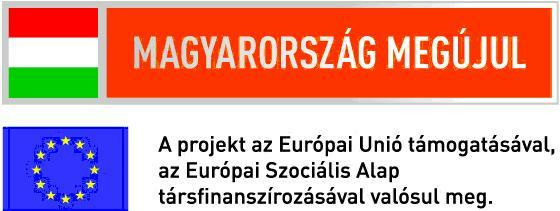 MAGYARORSZÁG MEGÚJUL
A projekt az Európai Unió támogatásával,
az Európai Szociális Alap
társfinanszírozásával valósul meg.